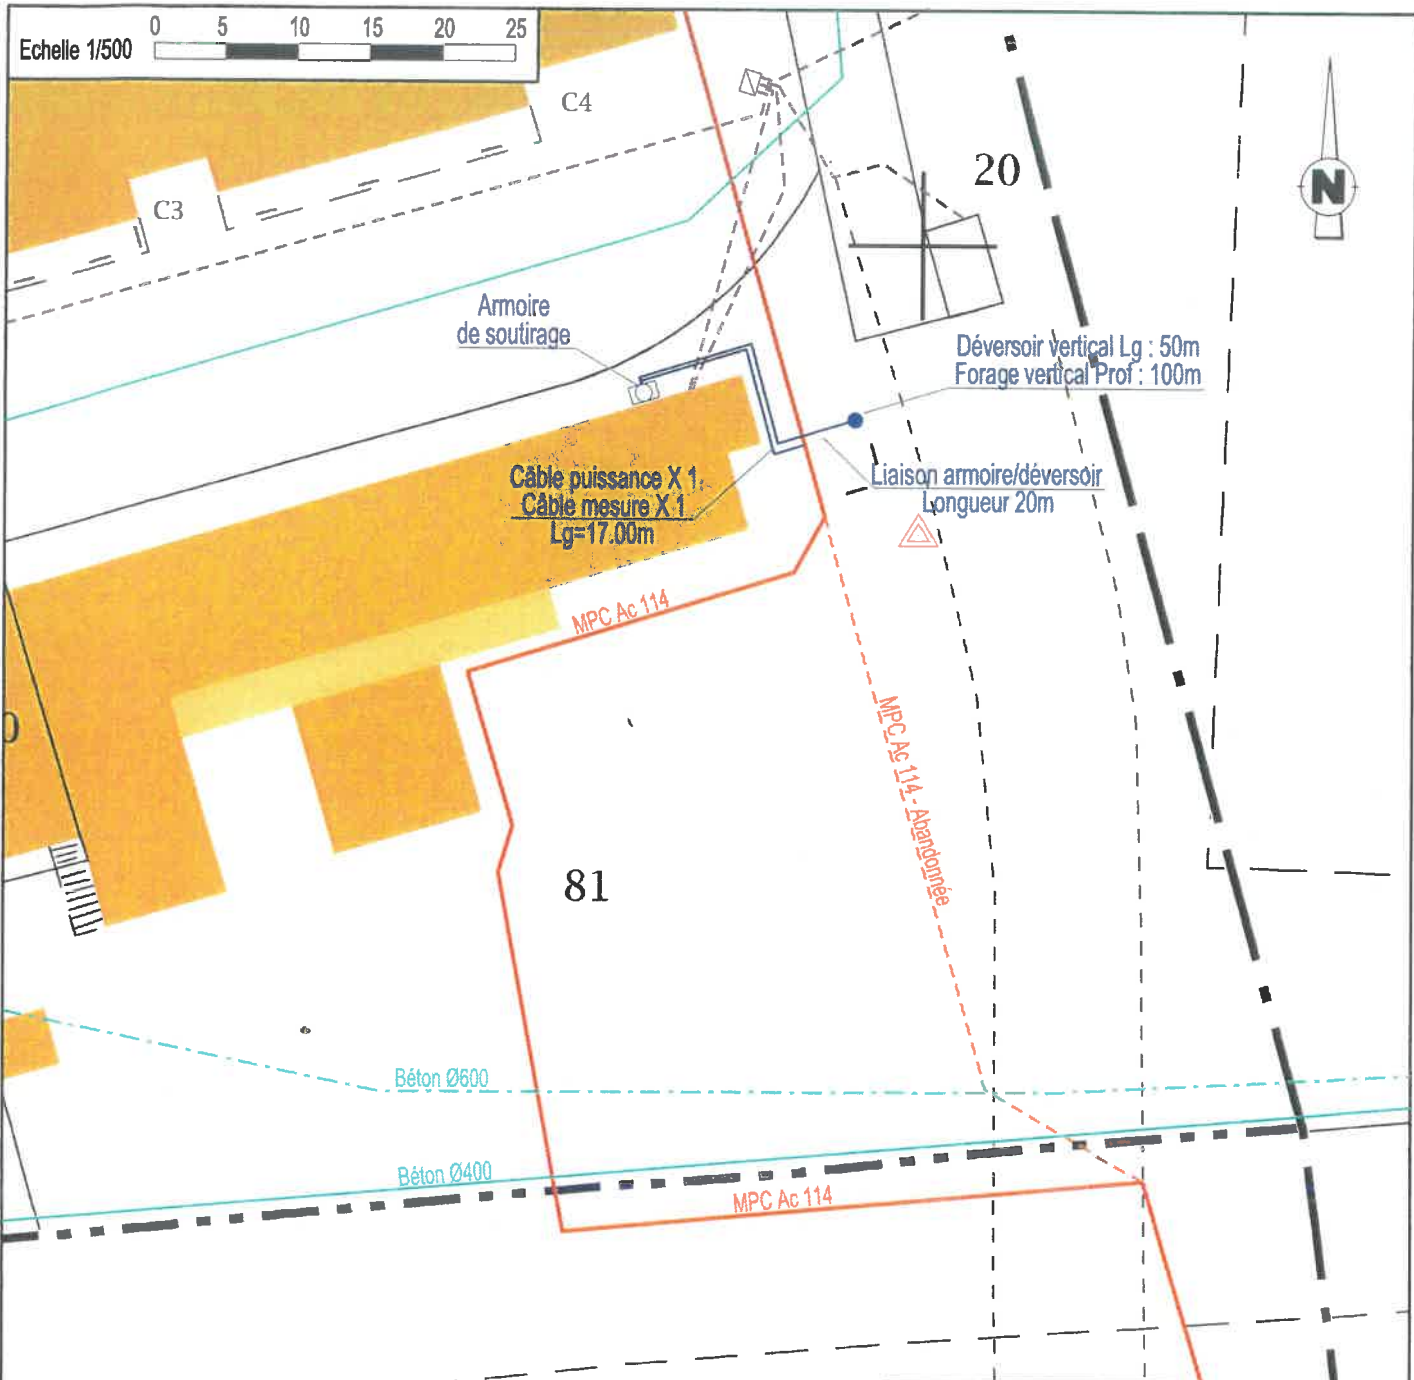 Echelle 1/500
0 5 10 15 20 25
C4
C3
20
N
Armoire
de soutirage
Déversoir vertical Lg : 50m
Forage vertical Prof : 100m
Câble puissance X 1
Câble mesure X 1
Lg=17.00m
Liaison armoire/déversoir
Longueur 20m
MPC Ac 114
MPC Ac 114 - Abandonnée
0
81
Béton Ø600
Béton Ø400
MPC Ac 114